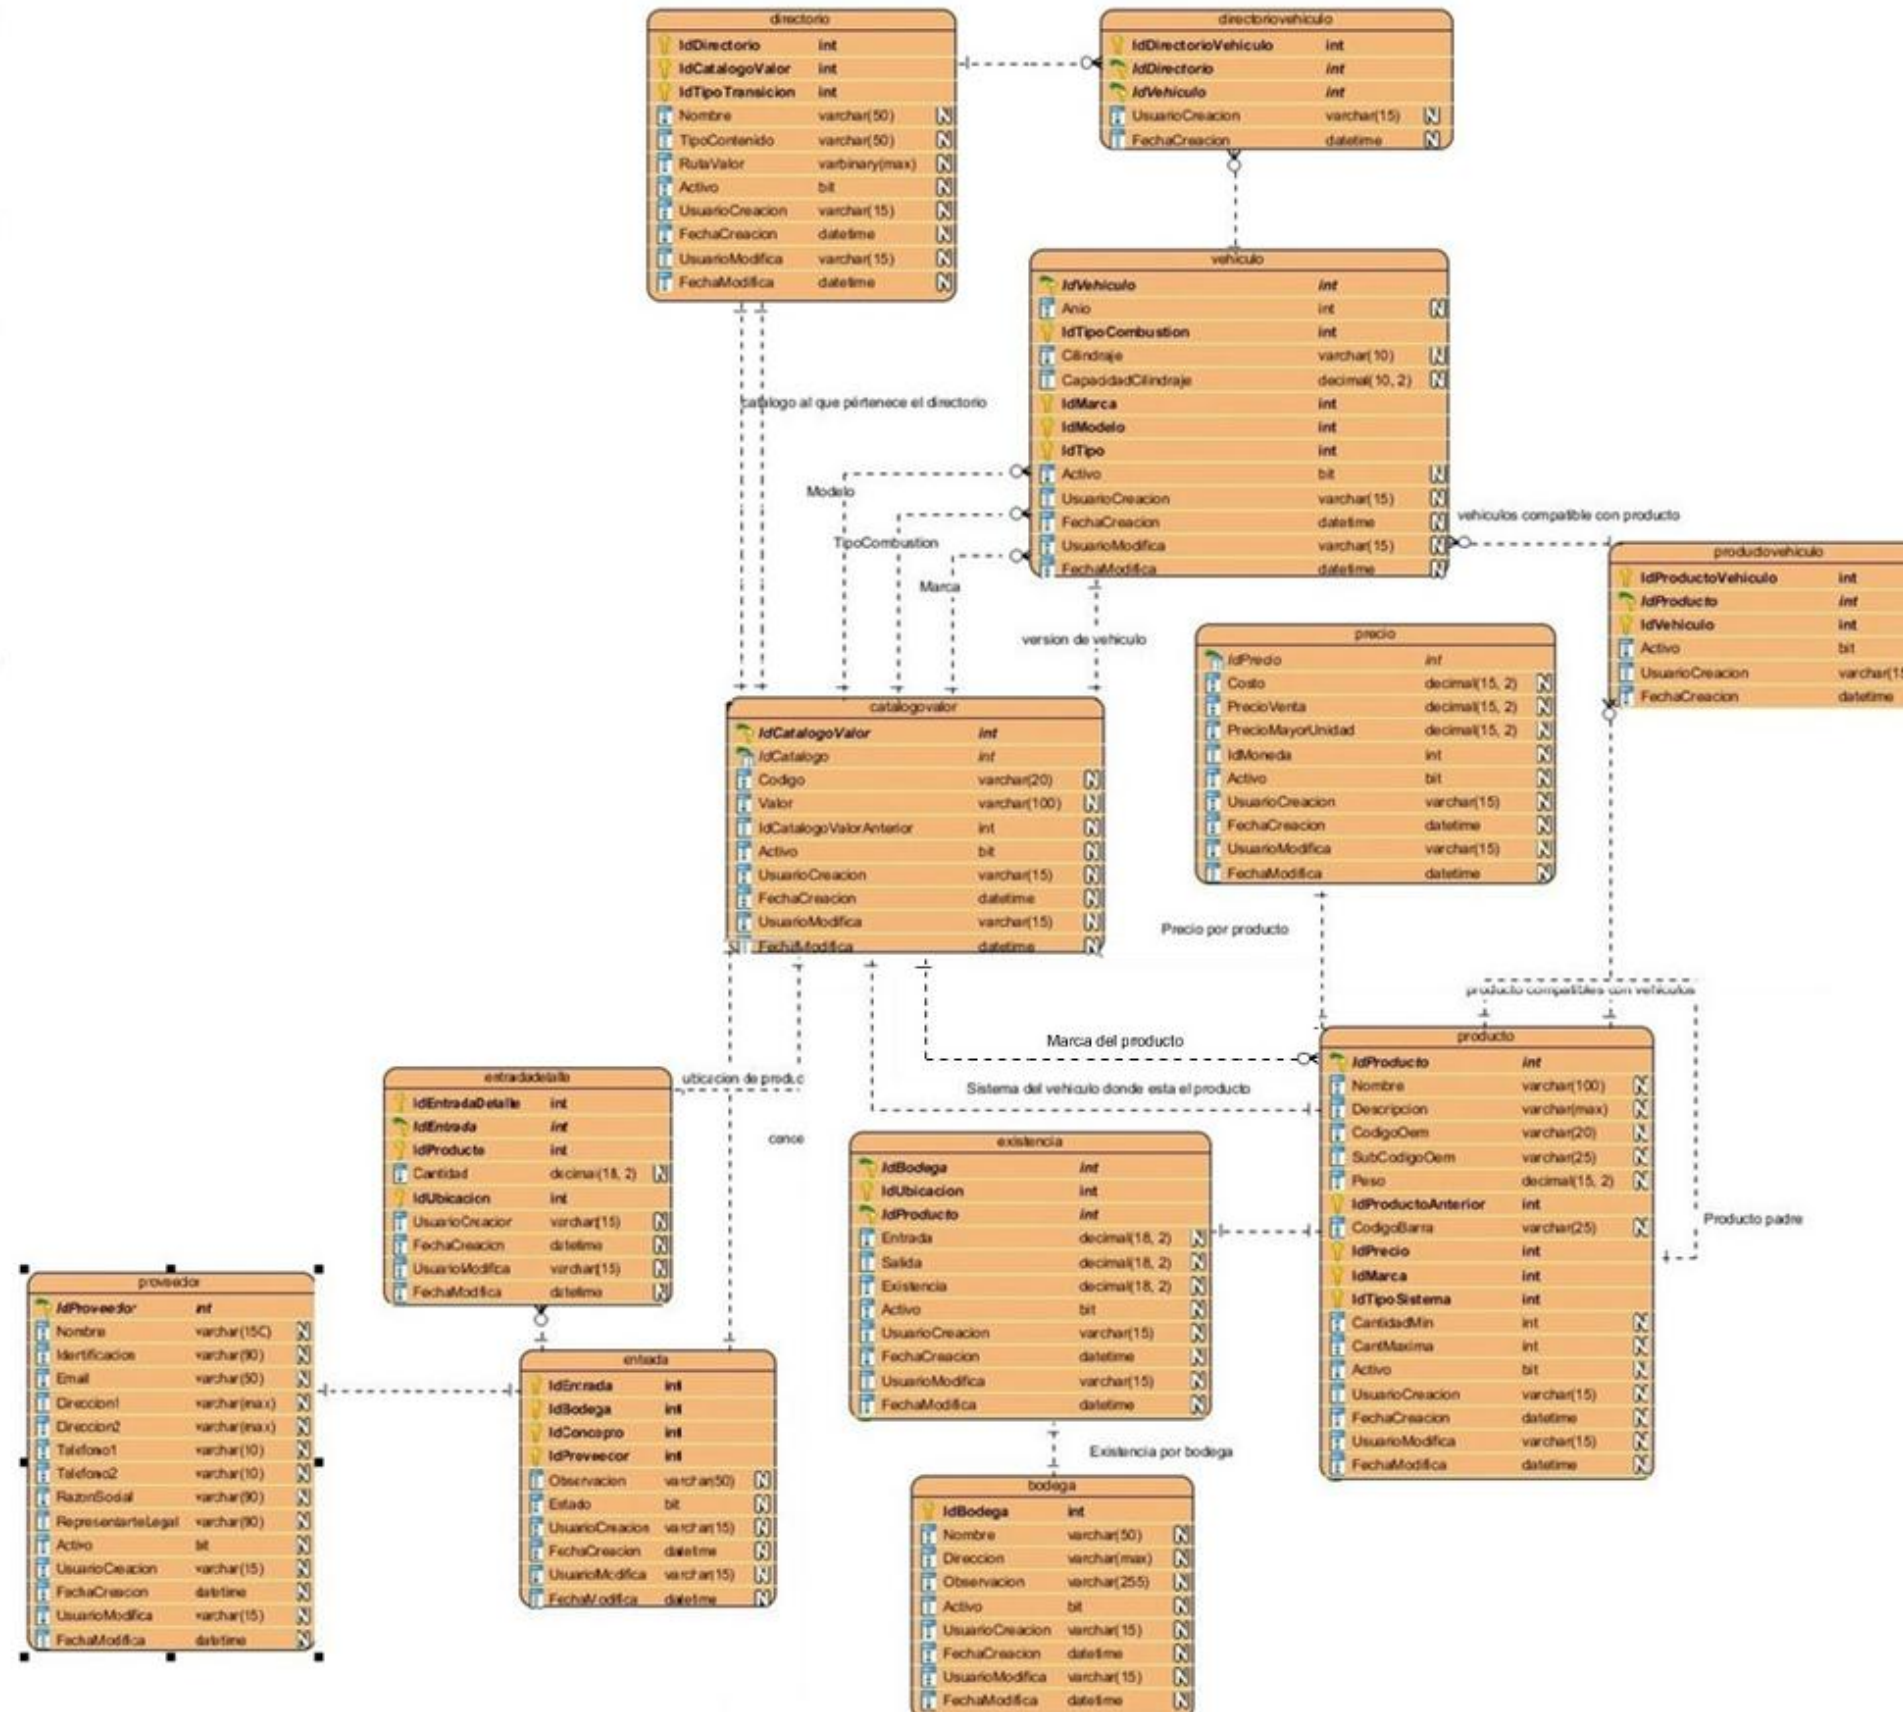 directorio
IdDirectorio int
IdCatalogoValor int
IdTipoTransicion int
Nombre varchar(50) N
TipoContenido varchar(50) N
RutaValor varbinary(max) N
Activo bit N
UsuarioCreacion varchar(15) N
FechaCreacion datetime N
UsuarioModifica varchar(15) N
FechaModifica datetime N
directoriovehiculo
IdDirectorioVehiculo int
IdDirectorio int
IdVehiculo int
UsuarioCreacion varchar(15) N
FechaCreacion datetime N
vehiculo
IdVehiculo int
Anio int N
IdTipoCombustion int
Cilindraje varchar(10) N
CapacidadCilindraje decimal(10, 2) N
IdMarca int
IdModelo int
IdTipo int
Activo bit N
UsuarioCreacion varchar(15) N
FechaCreacion datetime N
UsuarioModifica varchar(15) N
FechaModifica datetime N
catalogo al que pértenece el directorio
Modelo
TipoCombustion
Marca
version de vehiculo
vehiculos compatible con producto
productovehiculo
IdProductoVehiculo int
IdProducto int
IdVehiculo int
Activo bit
UsuarioCreacion varchar(15
FechaCreacion datetime
precio
IdPrecio int
Costo decimal(15, 2) N
PrecioVenta decimal(15, 2) N
PrecioMayorUnidad decimal(15, 2) N
IdMoneda int N
Activo bit N
UsuarioCreacion varchar(15) N
FechaCreacion datetime N
UsuarioModifica varchar(15) N
FechaModifica datetime N
catalogovalor
IdCatalogoValor int
IdCatalogo int
Codigo varchar(20) N
Valor varchar(100) N
IdCatalogoValorAnterior int N
Activo bit N
UsuarioCreacion varchar(15) N
FechaCreacion datetime N
UsuarioModifica varchar(15) N
FechaModifica datetime N
Precio por producto
producto compatibles con vehiculos
Marca del producto
Sistema del vehiculo donde esta el producto
ubicacion de produc
conce
Producto padre
producto
IdProducto int
Nombre varchar(100) N
Descripcion varchar(max) N
CodigoOem varchar(20) N
SubCodigoOem varchar(25) N
Peso decimal(15, 2) N
IdProductoAnterior int
CodigoBarra varchar(25) N
IdPrecio int
IdMarca int
IdTipoSistema int
CantidadMin int N
CantMaxima int N
Activo bit N
UsuarioCreacion varchar(15) N
FechaCreacion datetime N
UsuarioModifica varchar(15) N
FechaModifica datetime N
entradadetalle
IdEntradaDetalle int
IdEntrada int
IdProducto int
Cantidad decimal(18, 2) N
IdUbicacion int
UsuarioCreacior varchar(15) N
FechaCreacion datetime N
UsuarioModifica varchar(15) N
FechaModifica datetime N
existencia
IdBodega int
IdUbicacion int
IdProducto int
Entrada decimal(18, 2) N
Salida decimal(18, 2) N
Existencia decimal(18, 2) N
Activo bit N
UsuarioCreacion varchar(15) N
FechaCreacion datetime N
UsuarioModifica varchar(15) N
FechaModifica datetime N
Existencia por bodega
proveedor
IdProveedor int
Nombre varchar(150) N
Identificacion varchar(90) N
Email varchar(50) N
Direccion1 varchar(max) N
Direccion2 varchar(max) N
Telefono1 varchar(10) N
Telefono2 varchar(10) N
RazonSocial varchar(90) N
RepresentanteLegal varchar(90) N
Activo bit N
UsuarioCreacion varchar(15) N
FechaCreacion datetime N
UsuarioModifica varchar(15) N
FechaModifica datetime N
entrada
IdEntrada int
IdBodega int
IdConcepto int
IdProveecor int
Observacion varchar(50) N
Estado bit N
UsuarioCreacion varchar(15) N
FechaCreacion datetime N
UsuarioModifica varchar(15) N
FechaModifica datetime N
bodega
IdBodega int
Nombre varchar(50) N
Direccion varchar(max) N
Observacion varchar(255) N
Activo bit N
UsuarioCreacion varchar(15) N
FechaCreacion datetime N
UsuarioModifica varchar(15) N
FechaModifica datetime N